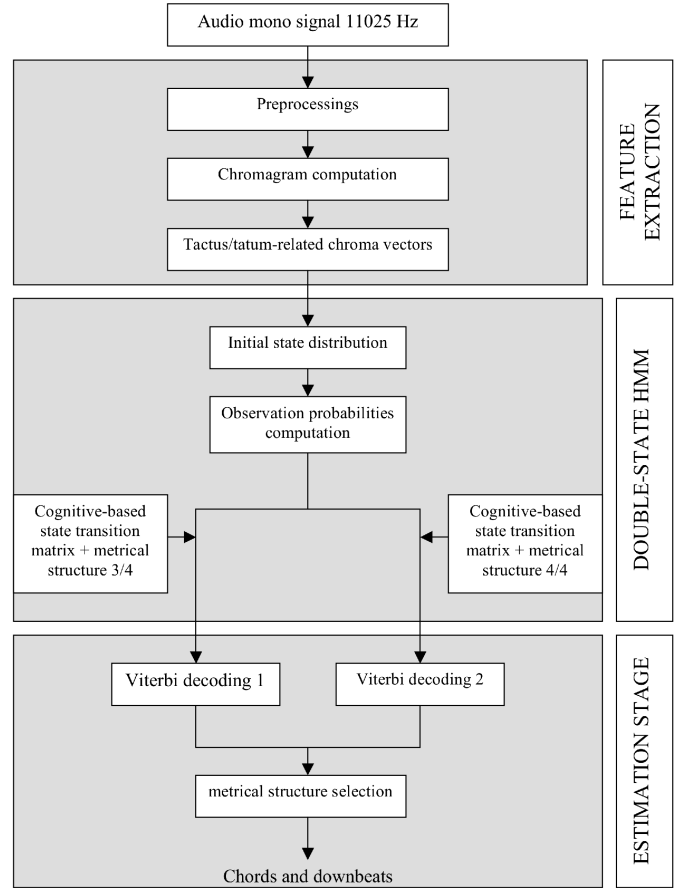 Audio mono signal 11025 Hz
Preprocessings
Chromagram computation
Tactus/tatum-related chroma vectors
FEATURE
EXTRACTION
Initial state distribution
Observation probabilities
computation
Cognitive-based
state transition
matrix + metrical
structure 3/4
Cognitive-based
state transition
matrix + metrical
structure 4/4
DOUBLE-STATE HMM
Viterbi decoding 1
Viterbi decoding 2
metrical structure selection
Chords and downbeats
ESTIMATION STAGE